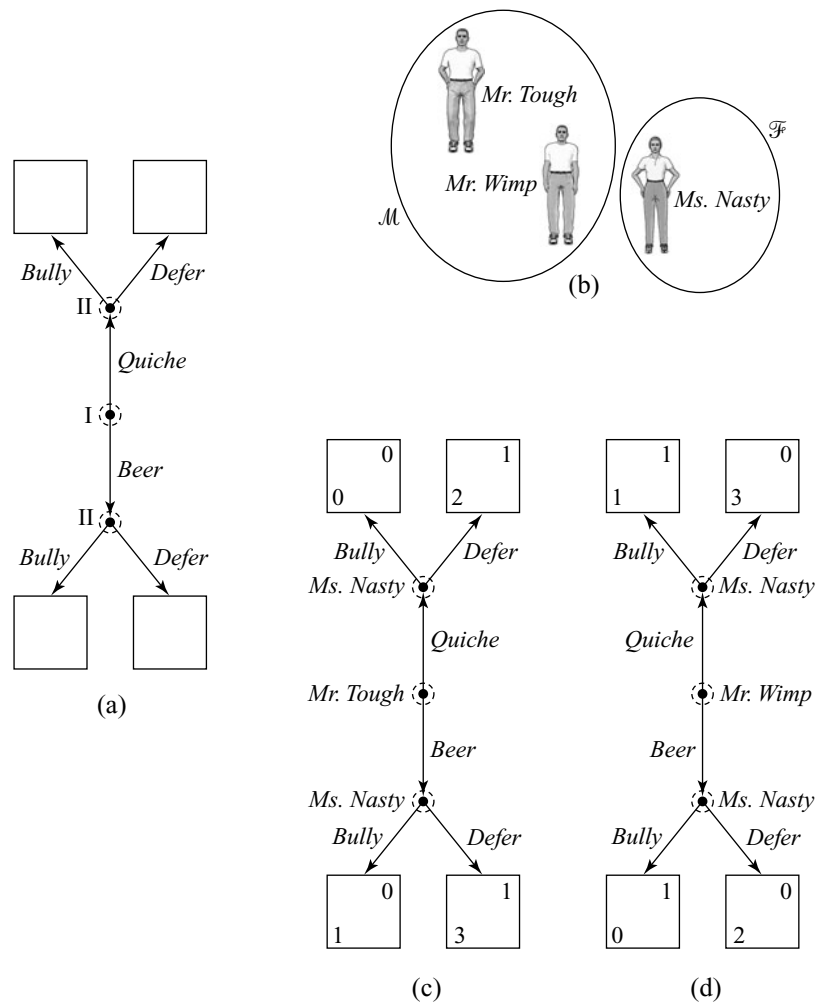 Mr. Tough
ℱ
Mr. Wimp
Ms. Nasty
ℳ
(b)
Bully
Defer
II
Quiche
I
Beer
II
Bully
Defer
(a)
0
0
1
2
Bully
Defer
Ms. Nasty
Quiche
Mr. Tough
Beer
Ms. Nasty
Bully
Defer
0
1
1
3
(c)
1
1
0
3
Bully
Defer
Ms. Nasty
Quiche
Mr. Wimp
Beer
Ms. Nasty
Bully
Defer
1
0
0
2
(d)